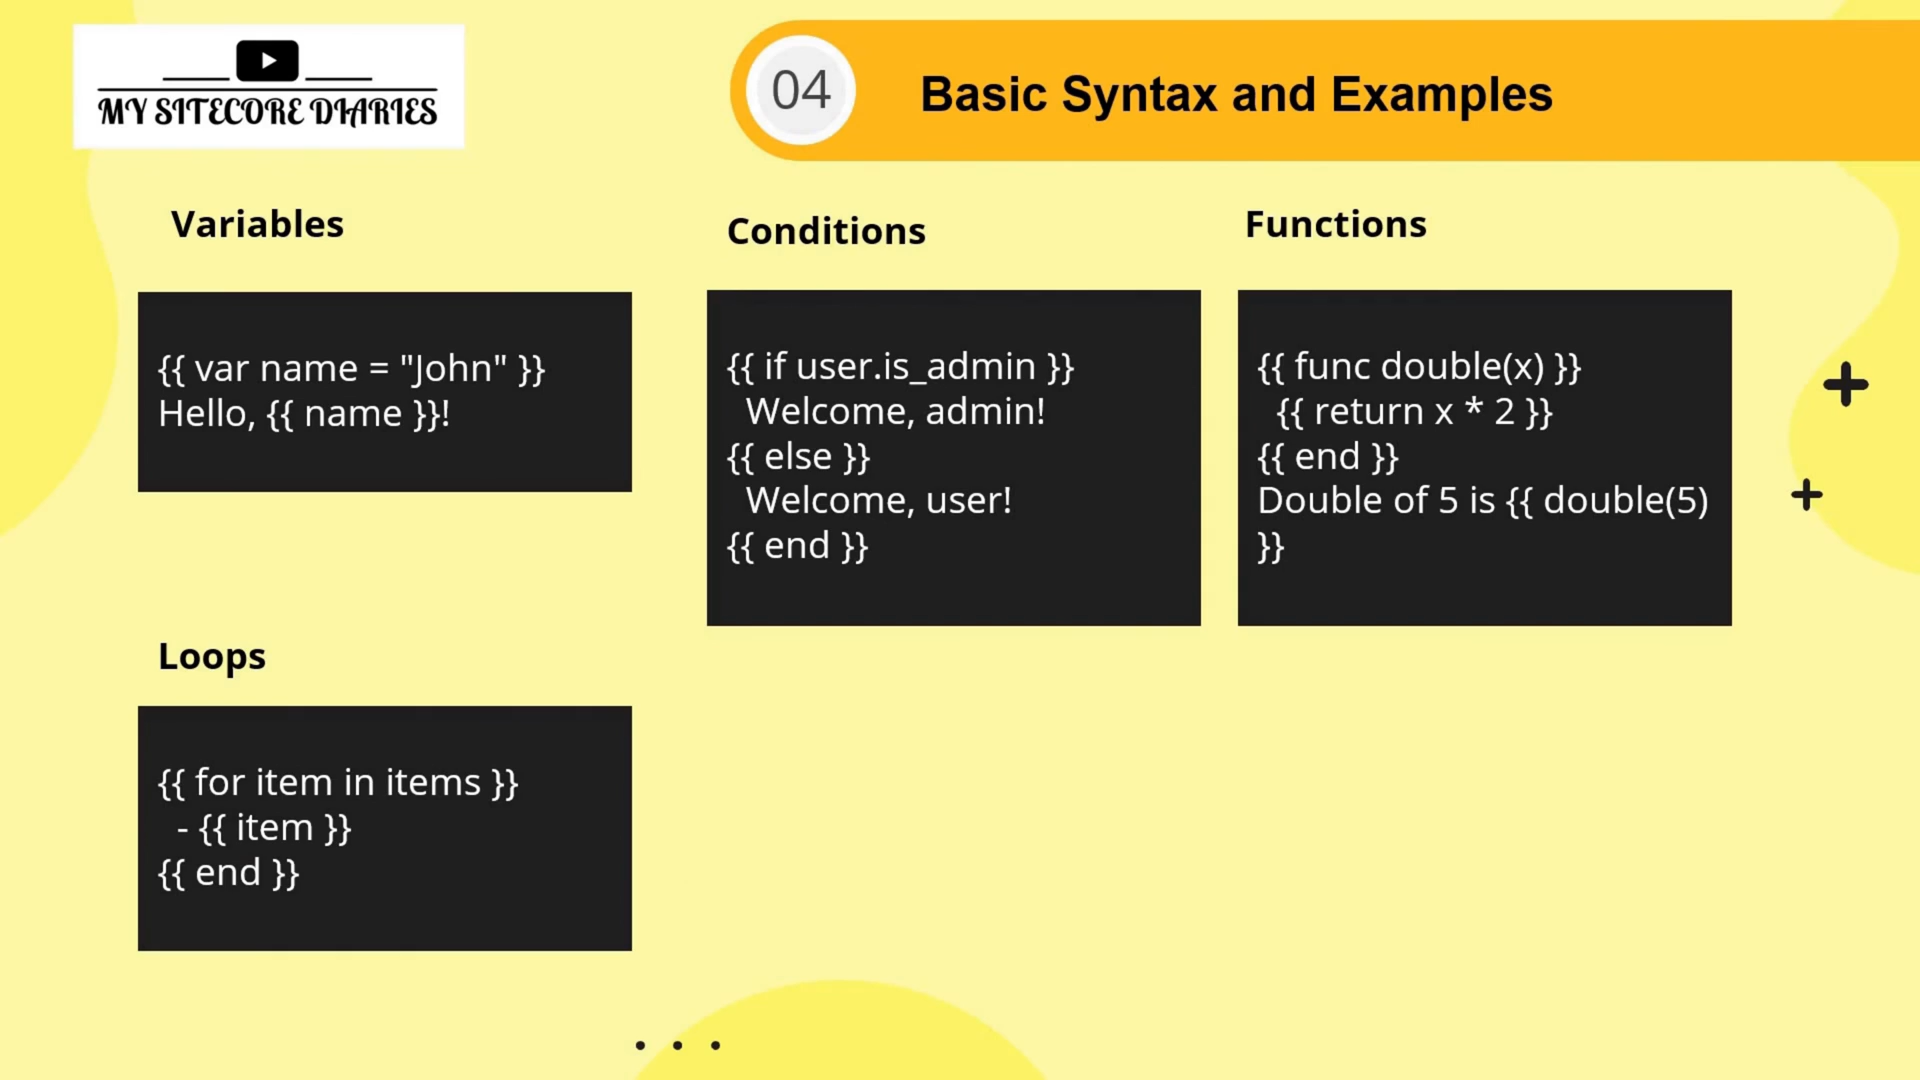 MY SITECORE DIARIES
04
Basic Syntax and Examples
Variables
{{ var name = "John" }}
Hello, {{ name }}!
Conditions
{{ if user.is_admin }}
  Welcome, admin!
{{ else }}
  Welcome, user!
{{ end }}
Functions
{{ func double(x) }}
  {{ return x * 2 }}
{{ end }}
Double of 5 is {{ double(5)
}}
Loops
{{ for item in items }}
  - {{ item }}
{{ end }}